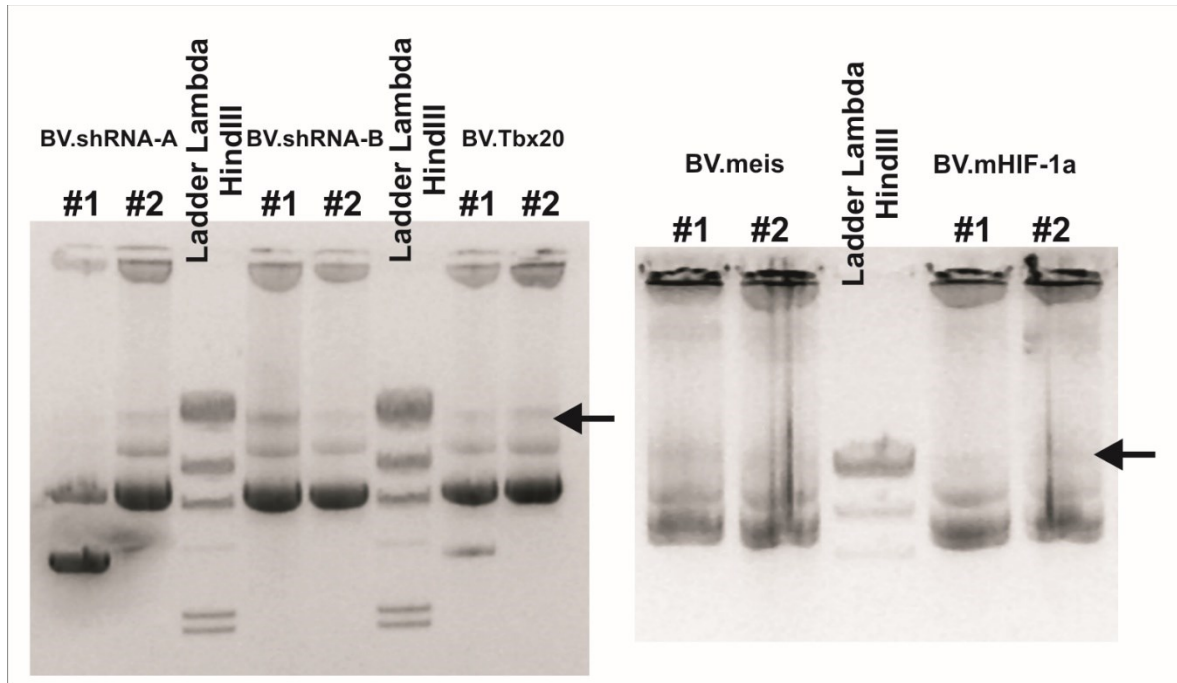 BV.shRNA-A
Ladder Lambda
HindIII
BV.shRNA-B
Ladder Lambda
HindIII
BV.Tbx20
#1 #2 #1 #2 #1 #2
BV.meis
Ladder Lambda
HindIII
BV.mHIF-1a
#1 #2 #1 #2